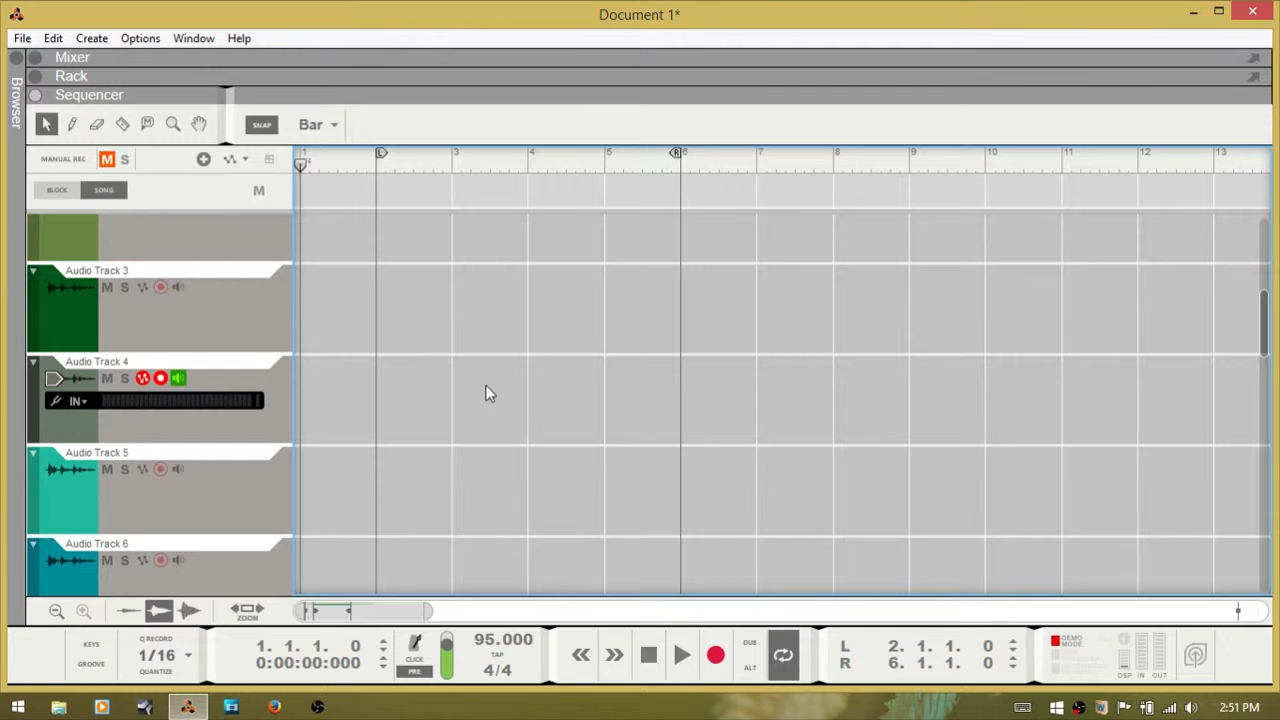 Document 1*
File Edit Create Options Window Help
Browser
Mixer
Rack
Sequencer
SNAP Bar
MANUAL REC M S
1 L 3 4 5 R 6 7 8 9 10 11 12 13
BLOCK SONG M
Audio Track 3
M S
Audio Track 4
M S
IN
Audio Track 5
M S
Audio Track 6
M S
ZOOM
KEYS
GROOVE
Q RECORD
1/16
QUANTIZE
1. 1. 1. 0
0:00:00:000
CLICK
PRE
95.000
TAP
4/4
DUB
ALT
L 2. 1. 1. 0
R 6. 1. 1. 0
DEMO
MODE
DSP IN OUT
2:51 PM